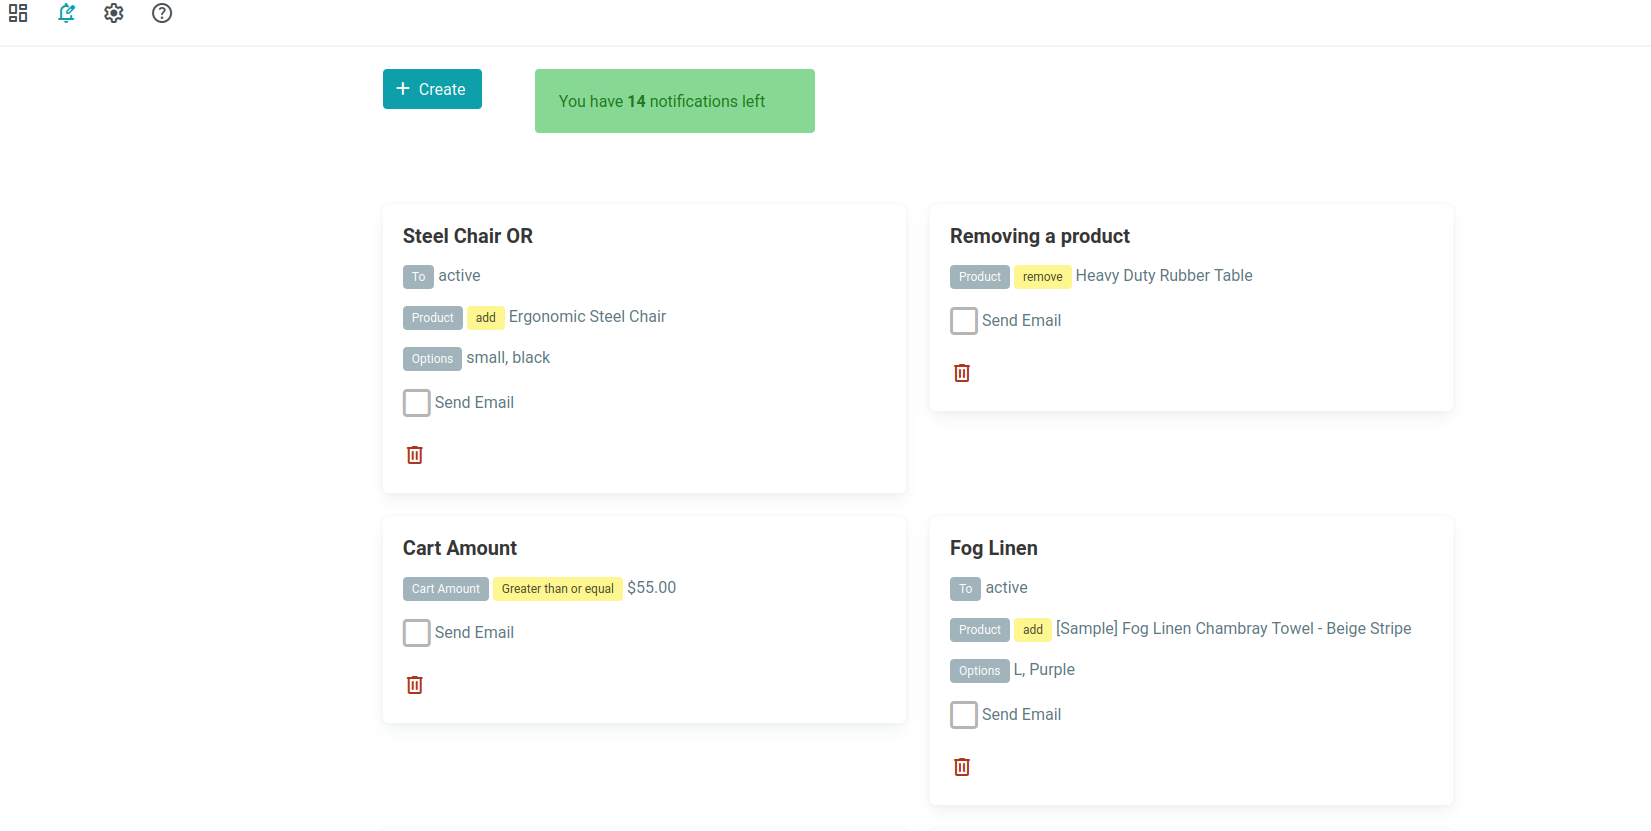 + Create
You have 14 notifications left
Steel Chair OR
To active
Product add Ergonomic Steel Chair
Options small, black
Send Email
Removing a product
Product remove Heavy Duty Rubber Table
Send Email
Cart Amount
Cart Amount Greater than or equal $55.00
Send Email
Fog Linen
To active
Product add [Sample] Fog Linen Chambray Towel - Beige Stripe
Options L, Purple
Send Email